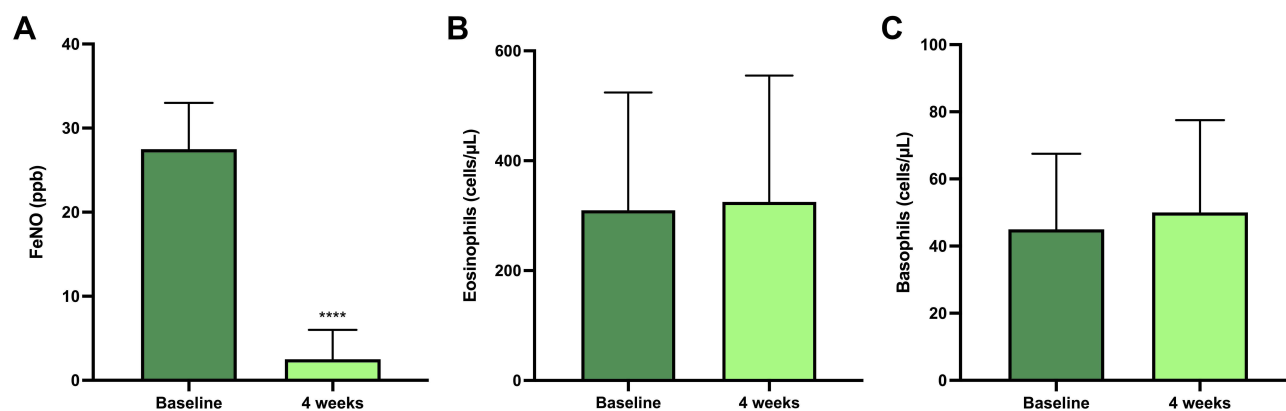 A
FeNO (ppb)
40
30
20
10
0
****
Baseline
4 weeks
B
Eosinophils (cells/µL)
600
400
200
0
Baseline
4 weeks
C
Basophils (cells/µL)
100
80
60
40
20
0
Baseline
4 weeks